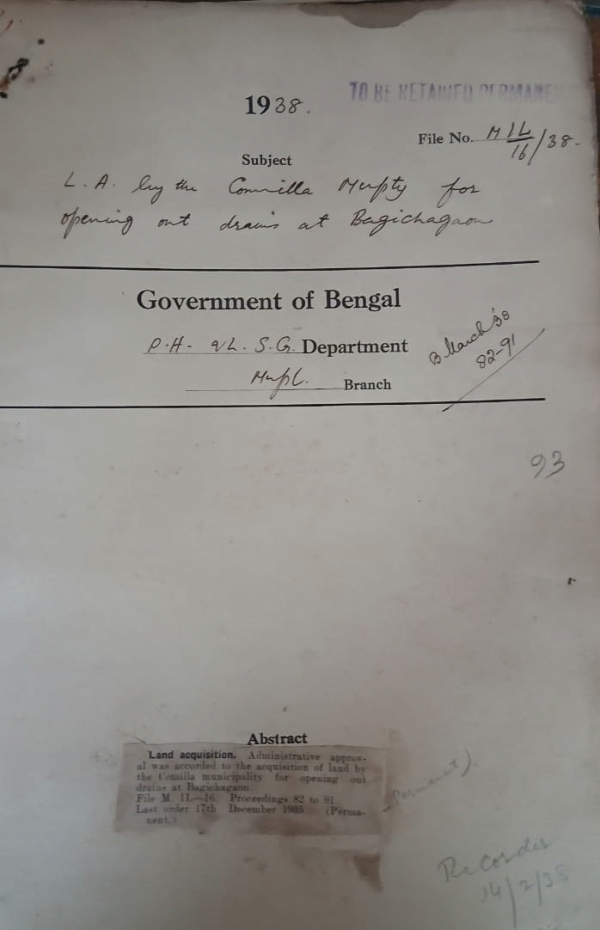 1938.
TO BE RETAINED PERMANE
File No. M 1L/16/38-
Subject
L. A. by the Comilla Mupty for
opening out drains at Bagichagaon
Government of Bengal
P.H. & L. S.G. Department
B March '38
82-91
Mupl. Branch
93
Abstract
Land acquisition. Administrative approv-
al was accorded to the acquisition of land by
the Comilla municipality for opening out
drains at Bagichagaon.
File M. 1L—16. Proceedings 82 to 91.
Last order 17th December 1935. (Perma-
nent.)
Recorder
14/2/38